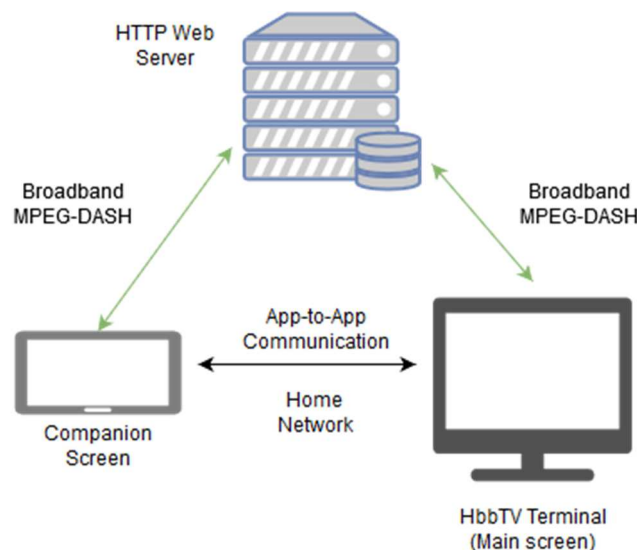 HTTP Web
Server
Broadband
MPEG-DASH
Broadband
MPEG-DASH
App-to-App
Communication
Home
Network
Companion
Screen
HbbTV Terminal
(Main screen)